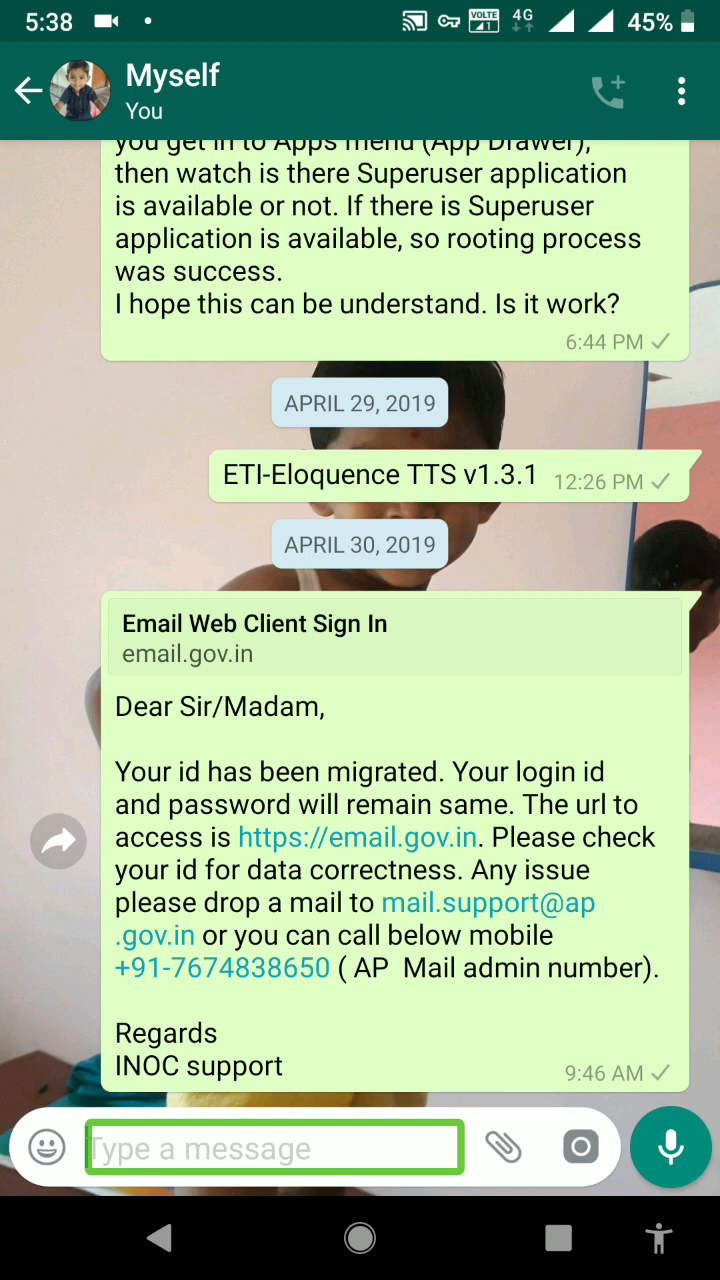 5:38
VOLTE
1
4G
45%
Myself
You
you get in to Apps menu (App Drawer),
then watch is there Superuser application
is available or not. If there is Superuser
application is available, so rooting process
was success.
I hope this can be understand. Is it work?
6:44 PM
APRIL 29, 2019
ETI-Eloquence TTS v1.3.1
12:26 PM
APRIL 30, 2019
Email Web Client Sign In
email.gov.in
Dear Sir/Madam,
Your id has been migrated. Your login id
and password will remain same. The url to
access is https://email.gov.in. Please check
your id for data correctness. Any issue
please drop a mail to mail.support@ap
.gov.in or you can call below mobile
+91-7674838650 ( AP  Mail admin number).
Regards
INOC support
9:46 AM
Type a message